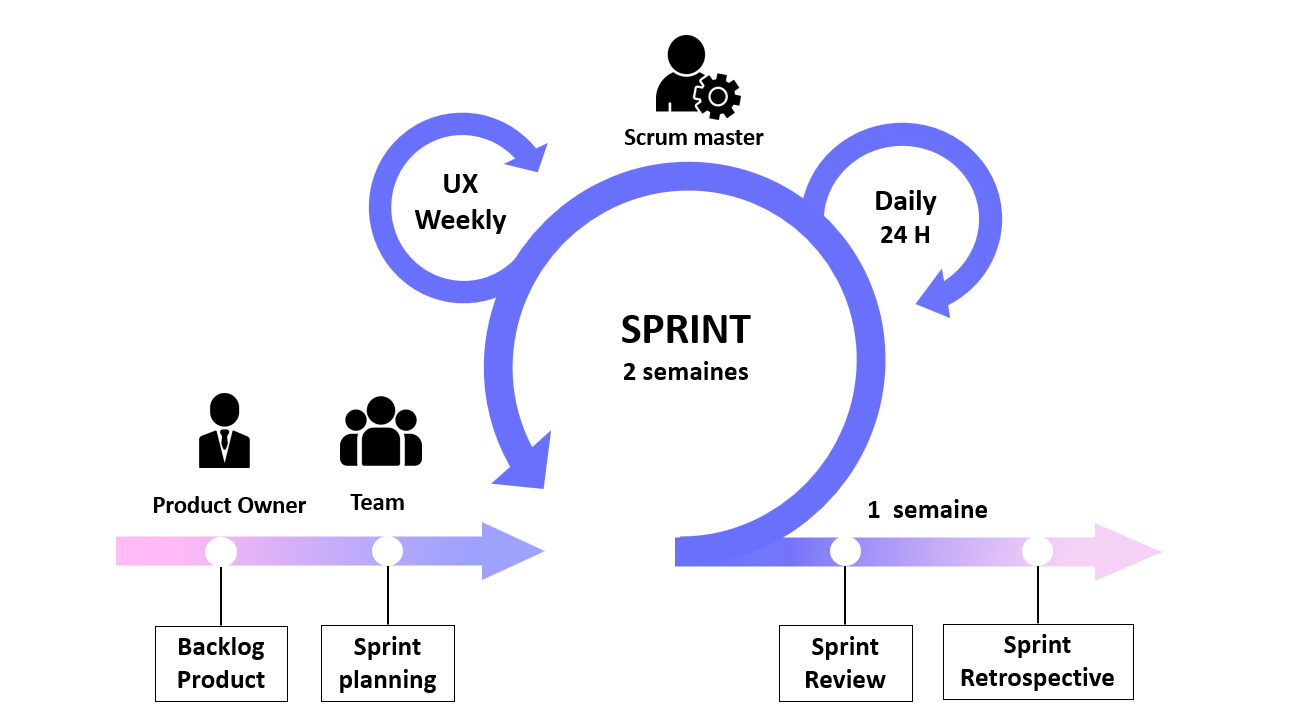 Scrum master
UX
Weekly
Daily
24 H
SPRINT
2 semaines
Product Owner
Team
1 semaine
Backlog
Product
Sprint
planning
Sprint
Review
Sprint
Retrospective